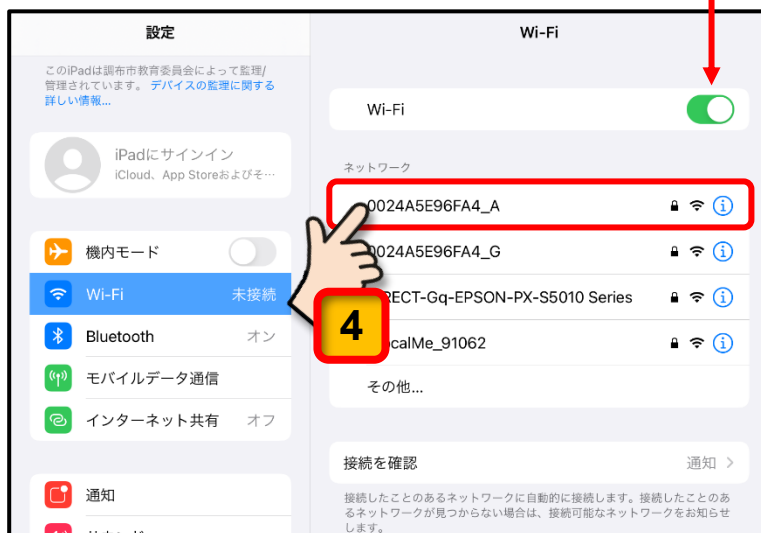 設定
このiPadは調布市教育委員会によって監理/
管理されています。デバイスの監理に関する
詳しい情報...
iPadにサインイン
iCloud、App Storeおよびそ…
機内モード
Wi-Fi 未接続
Bluetooth オン
モバイルデータ通信
インターネット共有 オフ
通知
Wi-Fi
Wi-Fi
ネットワーク
0024A5E96FA4_A
0024A5E96FA4_G
RECT-Gq-EPSON-PX-S5010 Series
4
calMe_91062
その他...
接続を確認 通知
接続したことのあるネットワークに自動的に接続します。接続したことのあ
るネットワークが見つからない場合は、接続可能なネットワークをお知らせ
します。